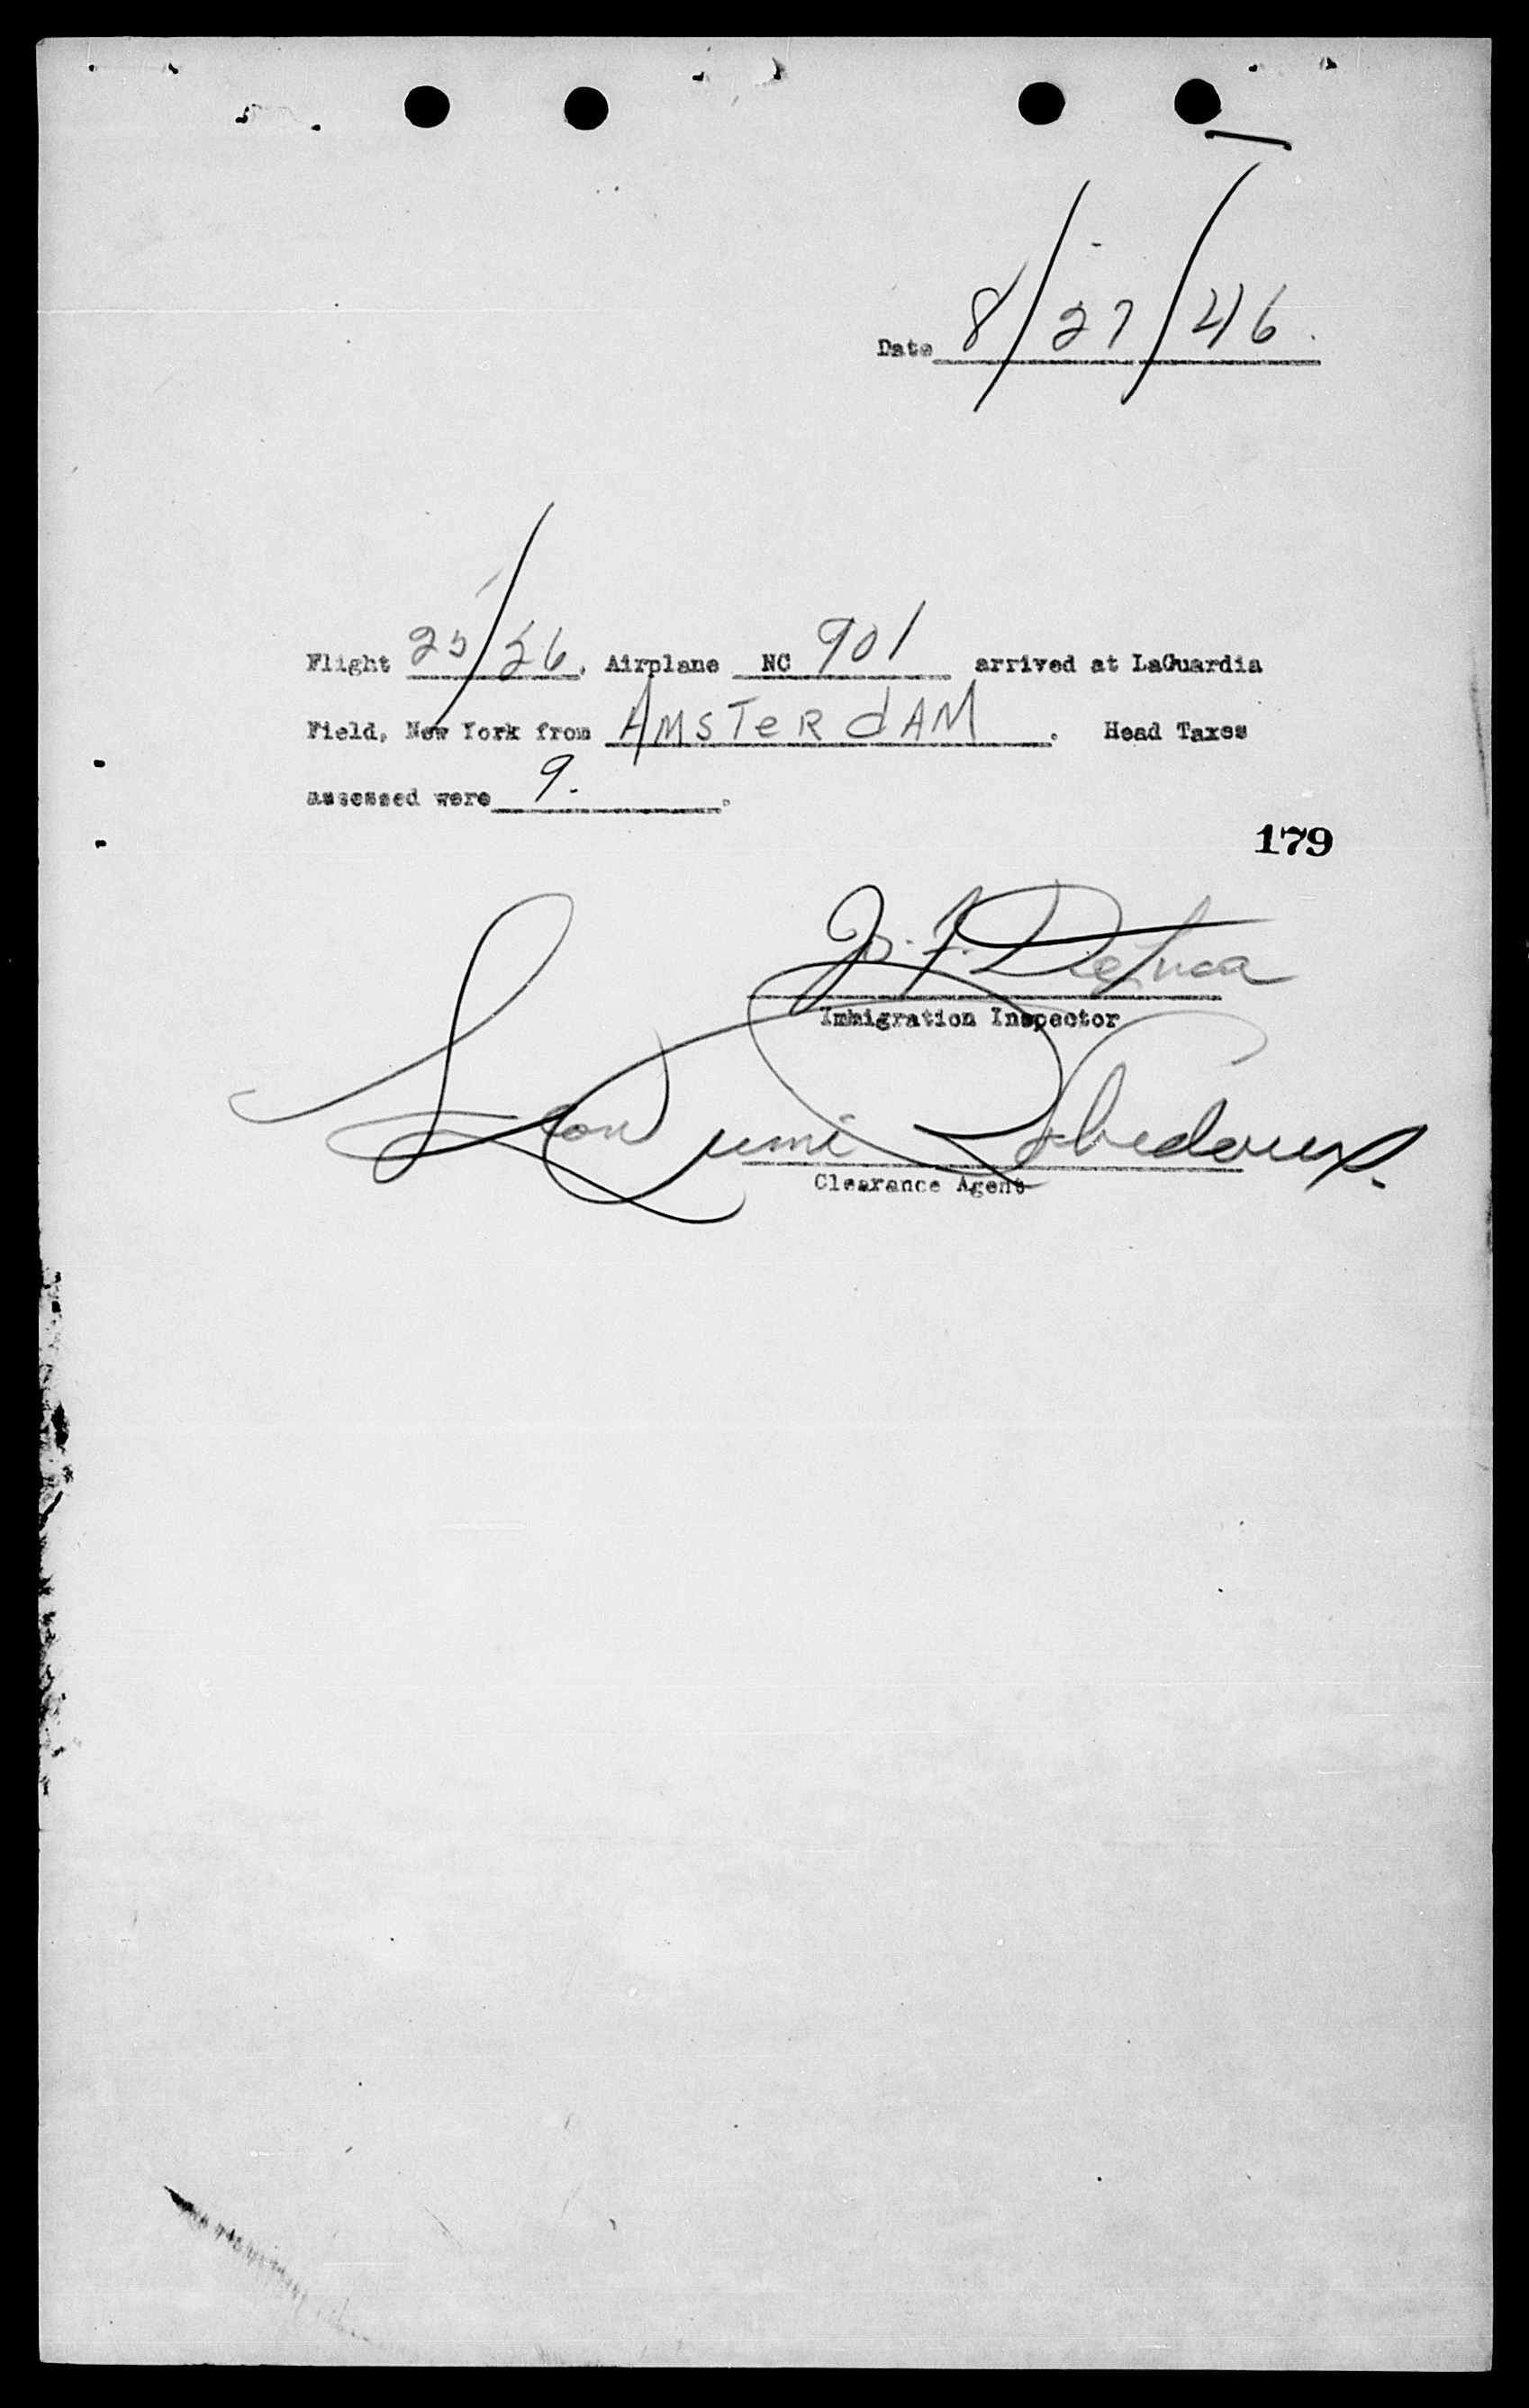 Date 8/27/46.
Flight 25/26, Airplane NC 901 arrived at LaGuardia
Field, New York from AMSTeRdAM. Head Taxes
assessed were 9.
179
J. F. DeLuca
Immigration Inspector
Clearance Agent